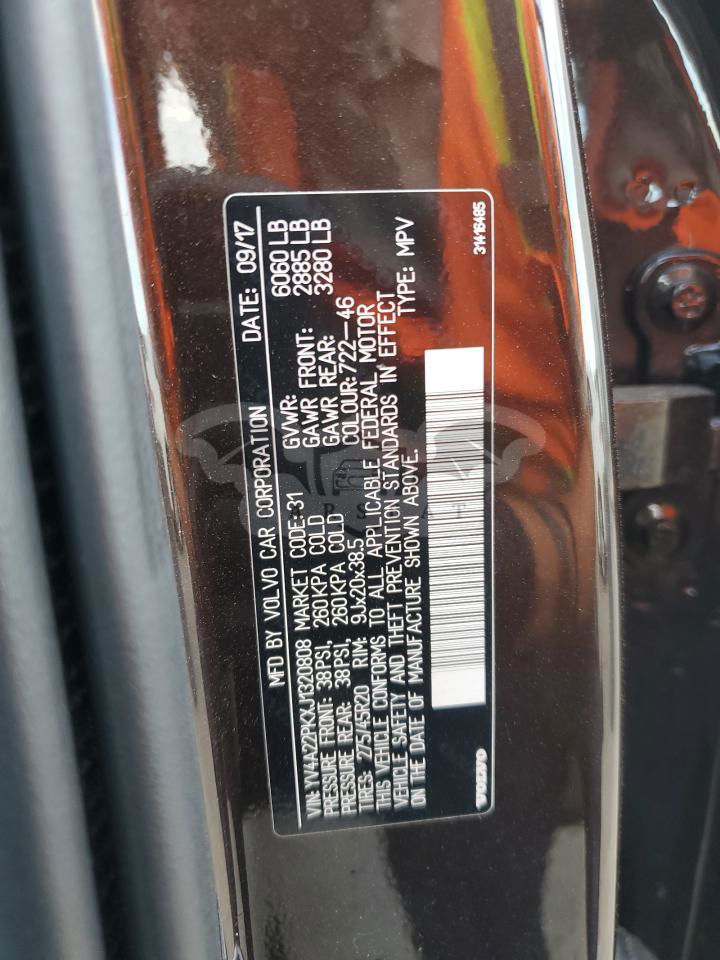 MFD BY VOLVO CAR CORPORATION DATE: 09/17
VIN: YV4A22PKXJ1320808 MARKET CODE:31 GVWR: 6060 LB
PRESSURE FRONT: 38PSI, 260KPA COLD GAWR FRONT: 2885 LB
PRESSURE REAR: 38PSI, 260KPA COLD GAWR REAR: 3280 LB
TIRES: 275/45R20 RIM: 9Jx20x38.5 COLOUR:722-46
THIS VEHICLE CONFORMS TO ALL APPLICABLE FEDERAL MOTOR
VEHICLE SAFETY AND THEFT PREVENTION STANDARDS IN EFFECT
ON THE DATE OF MANUFACTURE SHOWN ABOVE. TYPE: MPV
VOLVO 31416485